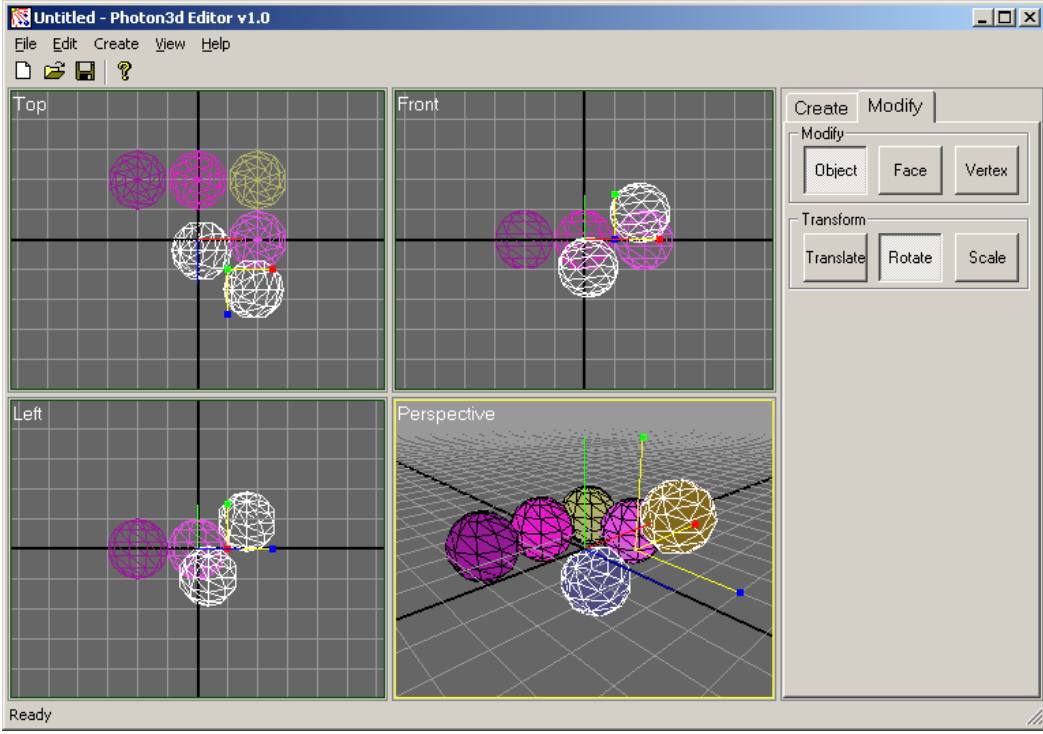 Untitled - Photon3d Editor v1.0
File Edit Create View Help
Top
Front
Create Modify
Modify
Object Face Vertex
Transform
Translate Rotate Scale
Left
Perspective
Ready